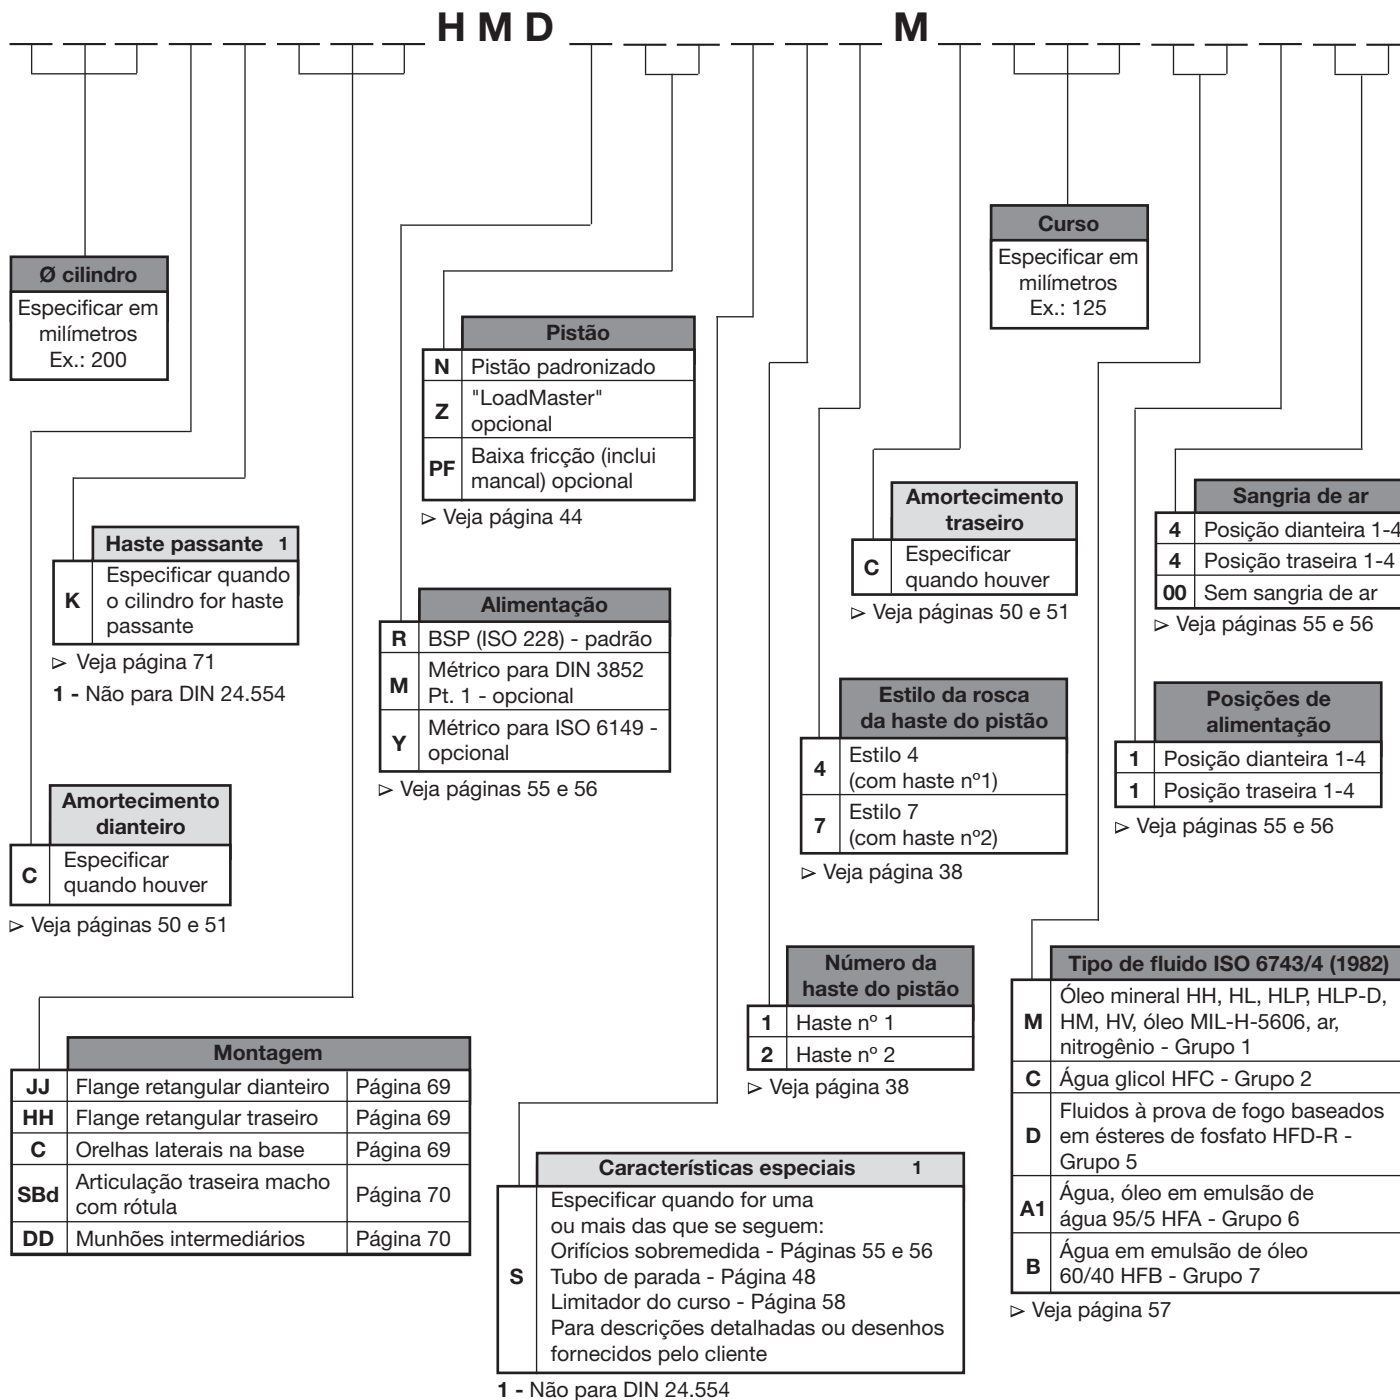 HMD M
Ø cilindro
Especificar em
milímetros
Ex.: 200
Curso
Especificar em
milímetros
Ex.: 125
Pistão
N Pistão padronizado
Z "LoadMaster"
opcional
PF Baixa fricção (inclui
mancal) opcional
▷ Veja página 44
Haste passante 1
K Especificar quando
o cilindro for haste
passante
▷ Veja página 71
1 - Não para DIN 24.554
Alimentação
R BSP (ISO 228) - padrão
M Métrico para DIN 3852
Pt. 1 - opcional
Y Métrico para ISO 6149 -
opcional
▷ Veja páginas 55 e 56
Amortecimento
traseiro
C Especificar
quando houver
▷ Veja páginas 50 e 51
Sangria de ar
4 Posição dianteira 1-4
4 Posição traseira 1-4
00 Sem sangria de ar
▷ Veja páginas 55 e 56
Estilo da rosca
da haste do pistão
4 Estilo 4
(com haste nº1)
7 Estilo 7
(com haste nº2)
▷ Veja página 38
Posições de
alimentação
1 Posição dianteira 1-4
1 Posição traseira 1-4
▷ Veja páginas 55 e 56
Amortecimento
dianteiro
C Especificar
quando houver
▷ Veja páginas 50 e 51
Número da
haste do pistão
1 Haste nº 1
2 Haste nº 2
▷ Veja página 38
Tipo de fluido ISO 6743/4 (1982)
M Óleo mineral HH, HL, HLP, HLP-D,
HM, HV, óleo MIL-H-5606, ar,
nitrogênio - Grupo 1
C Água glicol HFC - Grupo 2
D Fluidos à prova de fogo baseados
em ésteres de fosfato HFD-R -
Grupo 5
A1 Água, óleo em emulsão de
água 95/5 HFA - Grupo 6
B Água em emulsão de óleo
60/40 HFB - Grupo 7
▷ Veja página 57
Montagem
JJ Flange retangular dianteiro Página 69
HH Flange retangular traseiro Página 69
C Orelhas laterais na base Página 69
SBd Articulação traseira macho
com rótula Página 70
DD Munhões intermediários Página 70
Características especiais 1
S Especificar quando for uma
ou mais das que se seguem:
Orifícios sobremedida - Páginas 55 e 56
Tubo de parada - Página 48
Limitador do curso - Página 58
Para descrições detalhadas ou desenhos
fornecidos pelo cliente
1 - Não para DIN 24.554